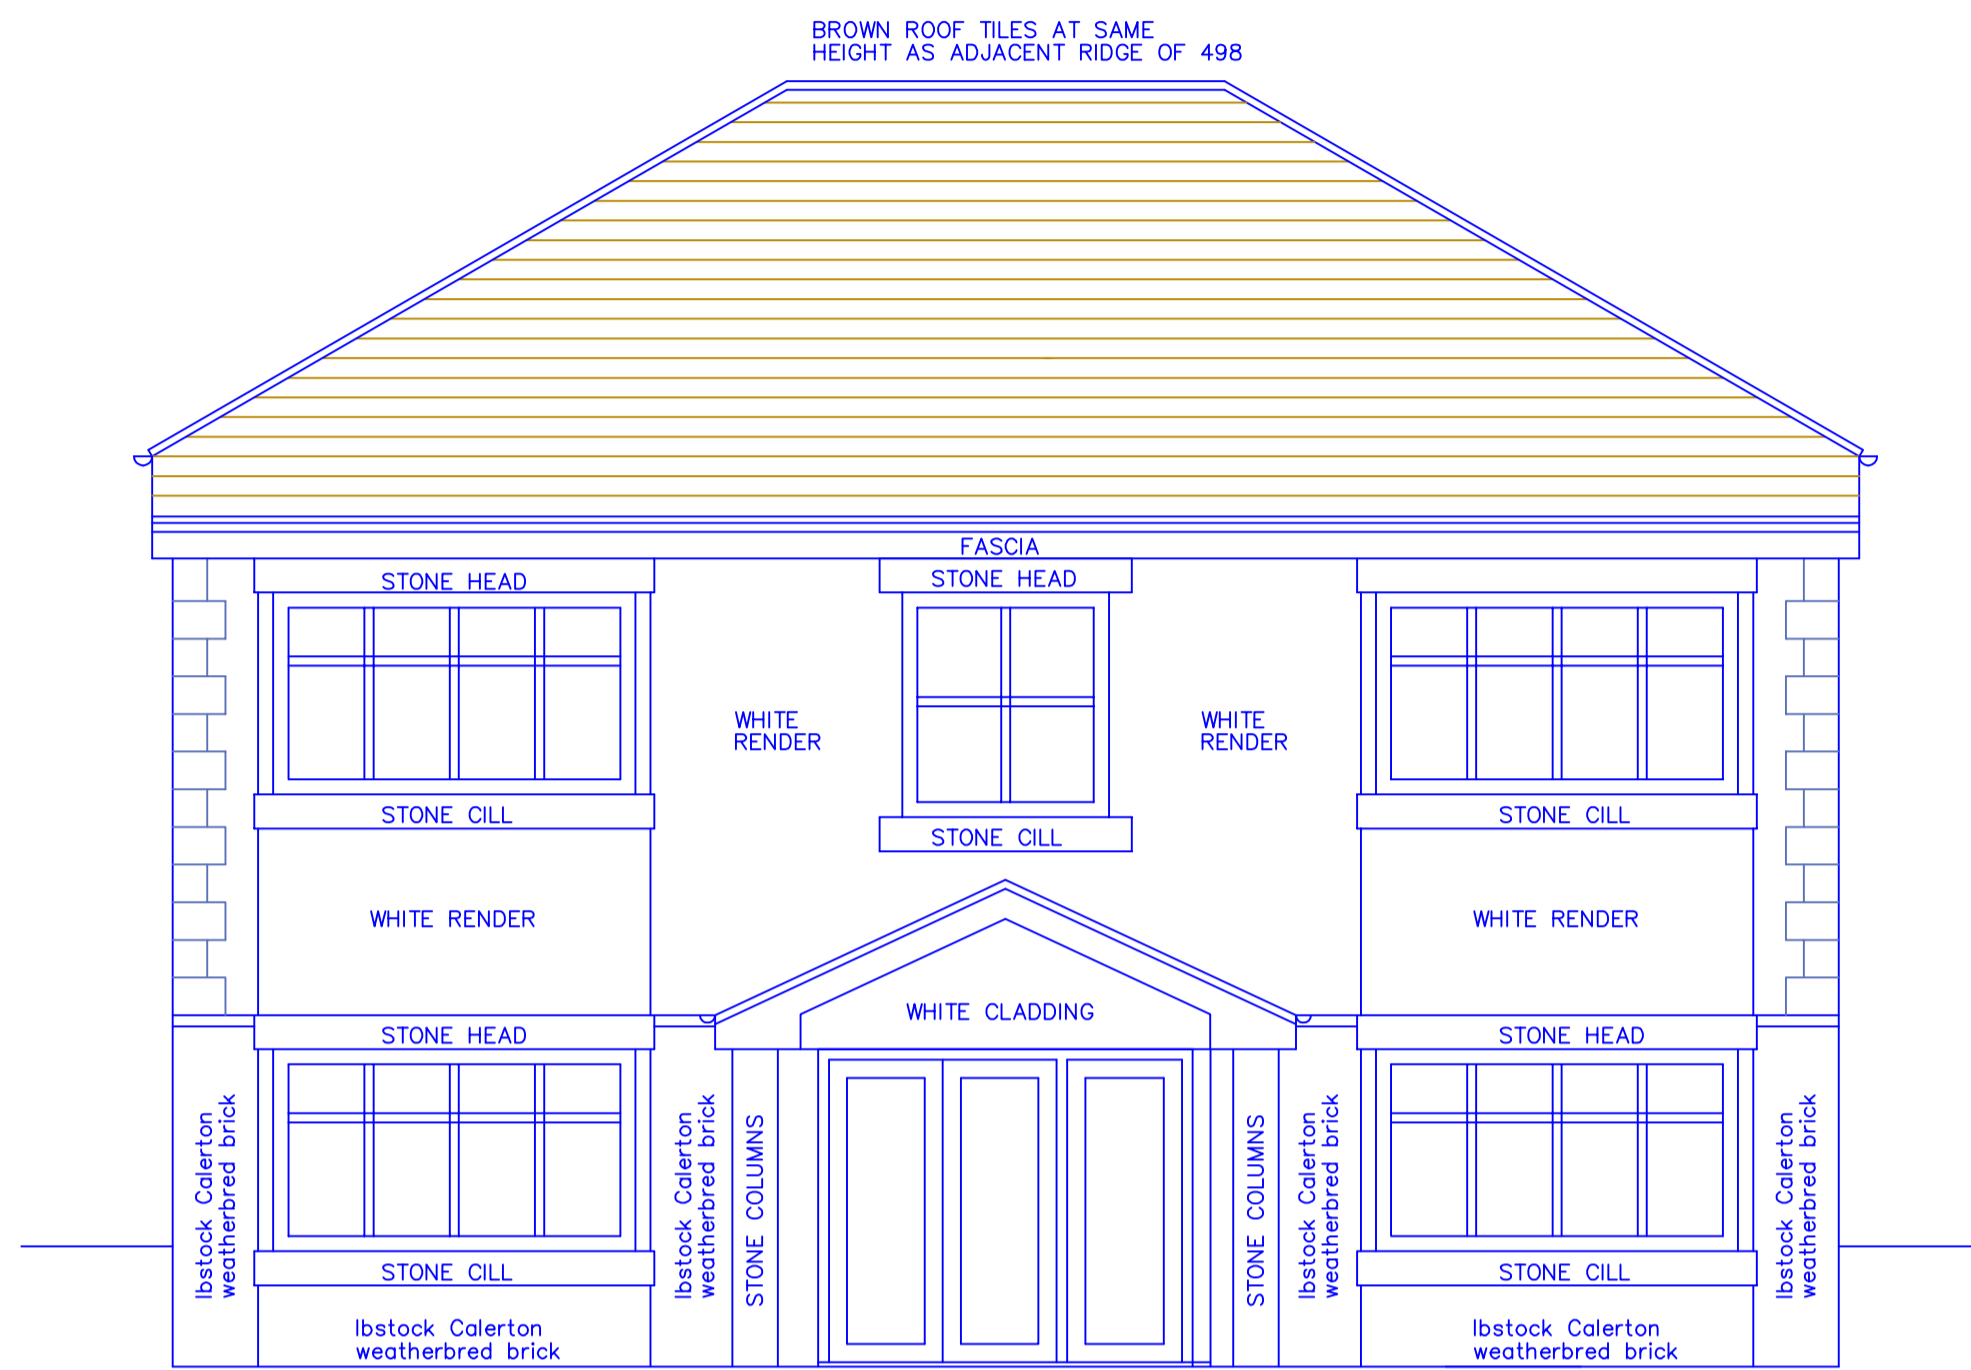 BROWN ROOF TILES AT SAME
HEIGHT AS ADJACENT RIDGE OF 498
FASCIA
STONE HEAD
STONE HEAD
WHITE
RENDER
WHITE
RENDER
STONE CILL
STONE CILL
STONE CILL
WHITE RENDER
WHITE RENDER
WHITE CLADDING
STONE HEAD
STONE HEAD
Ibstock Calerton
weatherbred brick
Ibstock Calerton
weatherbred brick
STONE COLUMNS
STONE COLUMNS
Ibstock Calerton
weatherbred brick
Ibstock Calerton
weatherbred brick
STONE CILL
STONE CILL
Ibstock Calerton
weatherbred brick
Ibstock Calerton
weatherbred brick